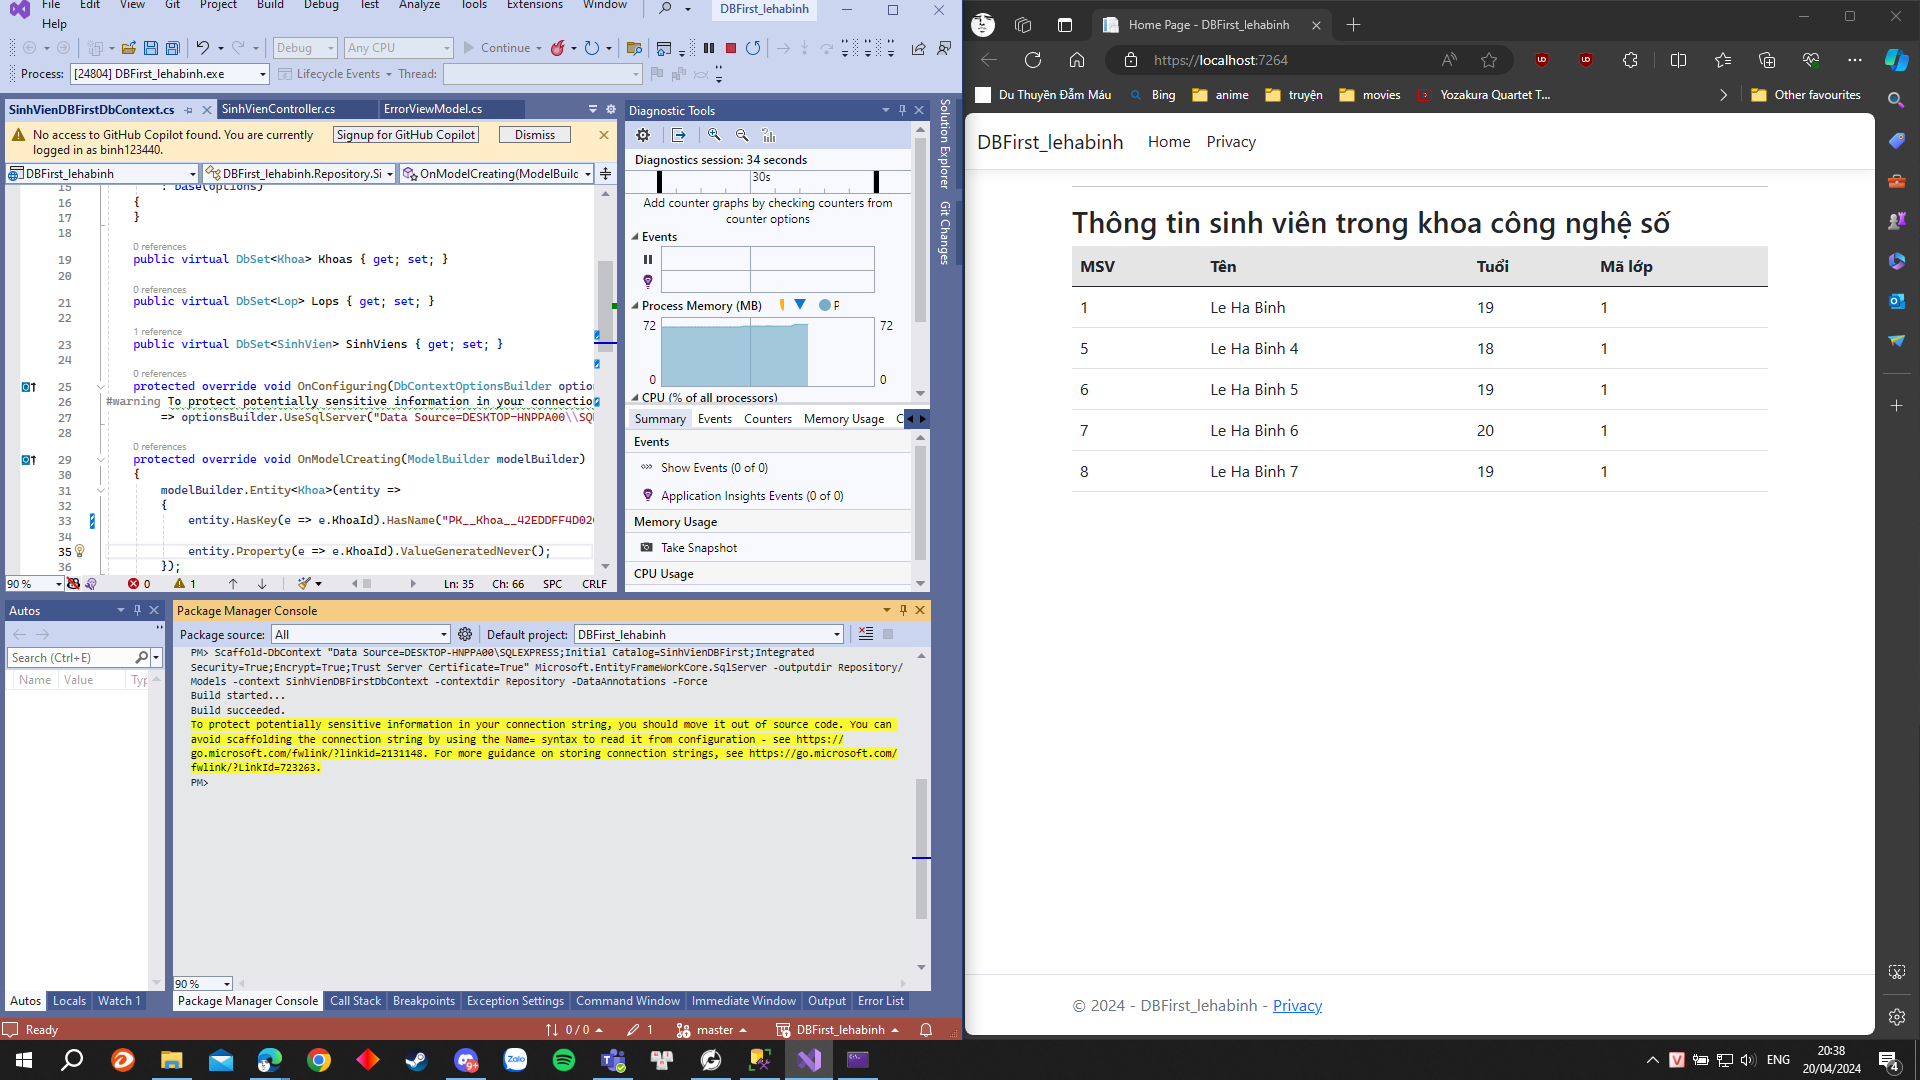 File Edit View Git Project Build Debug Test Analyze Tools Extensions Window DBFirst_lehabinh
Help
Debug Any CPU Continue
Process: [24804] DBFirst_lehabinh.exe Lifecycle Events Thread:
SinhVienDBFirstDbContext.cs SinhVienController.cs ErrorViewModel.cs
No access to GitHub Copilot found. You are currently
logged in as binh123440.
Signup for GitHub Copilot Dismiss
DBFirst_lehabinh DBFirst_lehabinh.Repository.Si OnModelCreating(ModelBuilc
15 : base(options)
16 {
17 }
18
0 references
19 public virtual DbSet<Khoa> Khoas { get; set; }
20
0 references
21 public virtual DbSet<Lop> Lops { get; set; }
22
1 reference
23 public virtual DbSet<SinhVien> SinhViens { get; set; }
24
0 references
25 protected override void OnConfiguring(DbContextOptionsBuilder optio
26 #warning To protect potentially sensitive information in your connectio
27 => optionsBuilder.UseSqlServer("Data Source=DESKTOP-HNPPA00\\SQ
28
0 references
29 protected override void OnModelCreating(ModelBuilder modelBuilder)
30 {
31 modelBuilder.Entity<Khoa>(entity =>
32 {
33 entity.HasKey(e => e.KhoaId).HasName("PK__Khoa__42EDDFF4D02
34
35 entity.Property(e => e.KhoaId).ValueGeneratedNever();
36 });
90 % 0 1 Ln: 35 Ch: 66 SPC CRLF
Diagnostic Tools
Diagnostics session: 34 seconds
30s
Add counter graphs by checking counters from
counter options
Events
Process Memory (MB) P
72 72
0 0
CPU (% of all processors)
Summary Events Counters Memory Usage C
Events
Show Events (0 of 0)
Application Insights Events (0 of 0)
Memory Usage
Take Snapshot
CPU Usage
Solution Explorer
Git Changes
Autos
Search (Ctrl+E)
Name Value Typ
Package Manager Console
Package source: All Default project: DBFirst_lehabinh
PM> Scaffold-DbContext "Data Source=DESKTOP-HNPPA00\SQLEXPRESS;Initial Catalog=SinhVienDBFirst;Integrated
Security=True;Encrypt=True;Trust Server Certificate=True" Microsoft.EntityFrameWorkCore.SqlServer -outputdir Repository/
Models -context SinhVienDBFirstDbContext -contextdir Repository -DataAnnotations -Force
Build started...
Build succeeded.
To protect potentially sensitive information in your connection string, you should move it out of source code. You can
avoid scaffolding the connection string by using the Name= syntax to read it from configuration - see https://
go.microsoft.com/fwlink/?linkid=2131148. For more guidance on storing connection strings, see https://go.microsoft.com/
fwlink/?LinkId=723263.
PM>
90 %
Autos Locals Watch 1
Package Manager Console Call Stack Breakpoints Exception Settings Command Window Immediate Window Output Error List
Ready 0 / 0 1 master DBFirst_lehabinh
Home Page - DBFirst_lehabinh
https://localhost:7264
Du Thuyền Đẫm Máu Bing anime truyện movies Yozakura Quartet T... Other favourites
DBFirst_lehabinh Home Privacy
Thông tin sinh viên trong khoa công nghệ số
MSV Tên Tuổi Mã lớp
1 Le Ha Binh 19 1
5 Le Ha Binh 4 18 1
6 Le Ha Binh 5 19 1
7 Le Ha Binh 6 20 1
8 Le Ha Binh 7 19 1
© 2024 - DBFirst_lehabinh - Privacy
Zalo 9+
ENG
20:38
20/04/2024
4